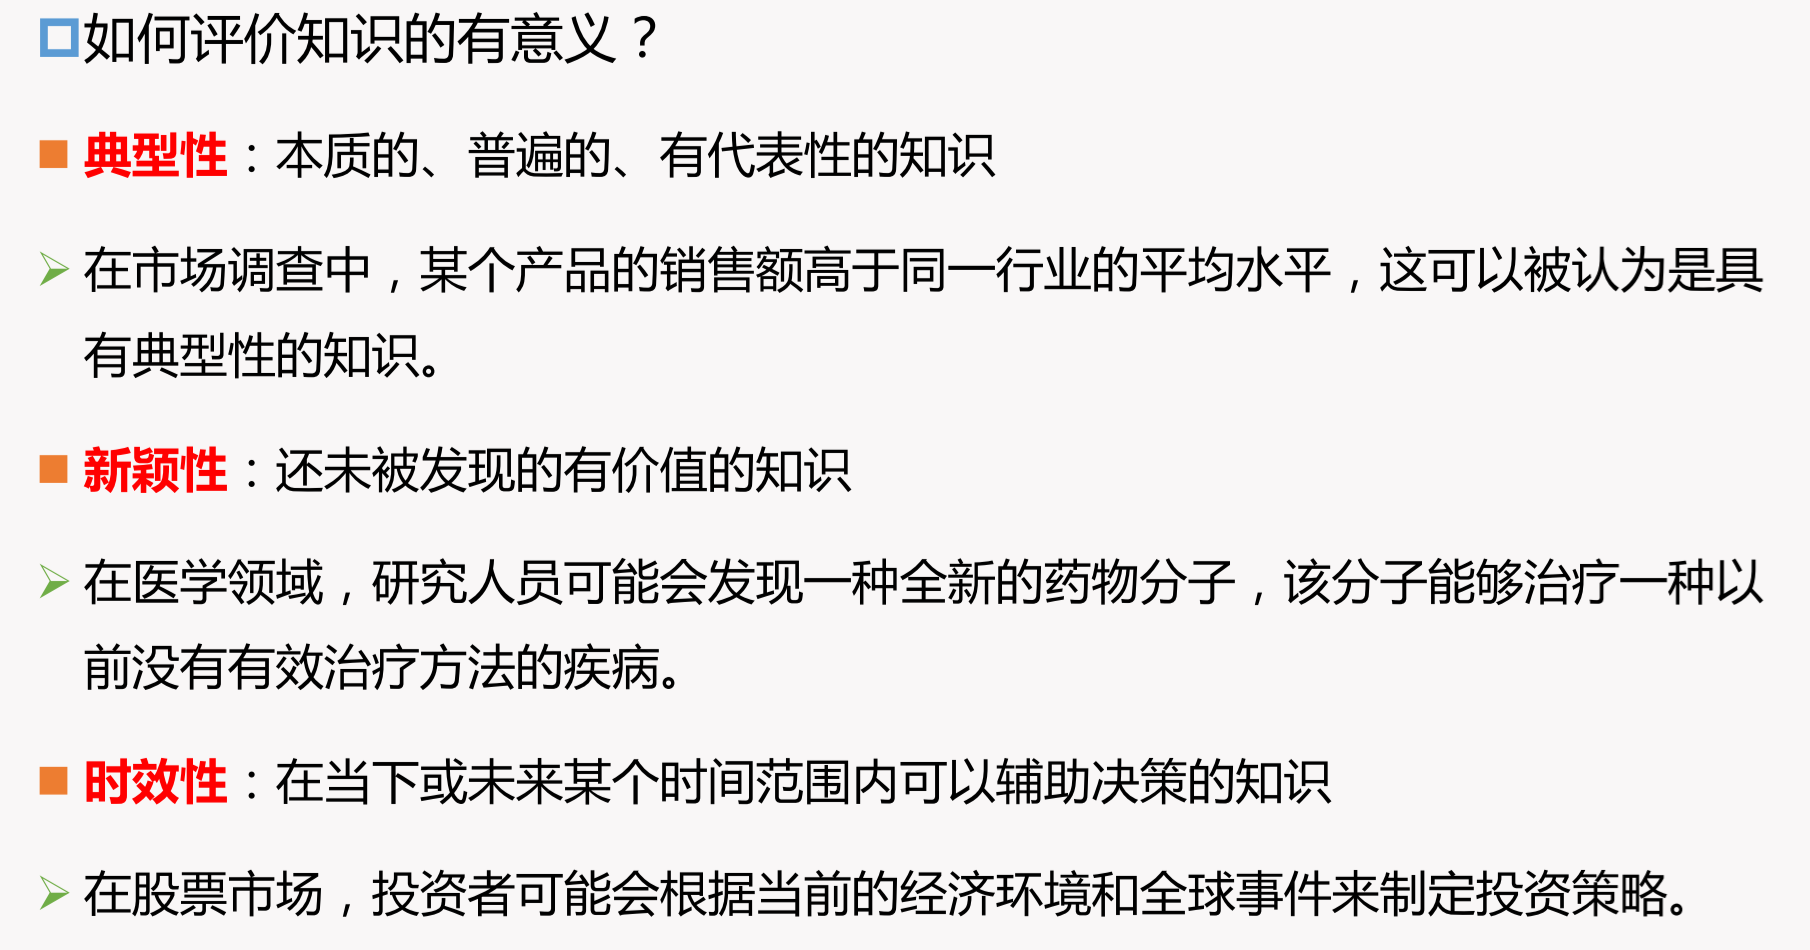 如何评价知识的有意义？
典型性：本质的、普遍的、有代表性的知识
在市场调查中，某个产品的销售额高于同一行业的平均水平，这可以被认为是具
有典型性的知识。
新颖性：还未被发现的有价值的知识
在医学领域，研究人员可能会发现一种全新的药物分子，该分子能够治疗一种以
前没有有效治疗方法的疾病。
时效性：在当下或未来某个时间范围内可以辅助决策的知识
在股票市场，投资者可能会根据当前的经济环境和全球事件来制定投资策略。